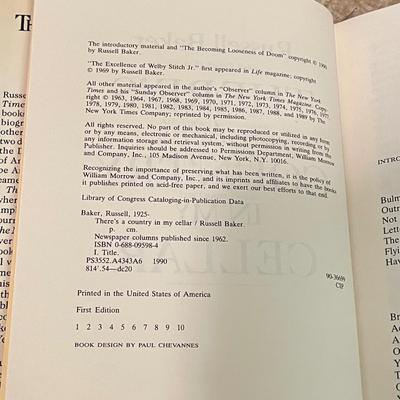 The introductory material and "The Becoming Looseness of Doom" copyright © 1990
by Russell Baker.
"The Excellence of Welby Stitch Jr." first appeared in Life magazine; copyright
© 1969 by Russell Baker.
All other material appeared in the author's "Observer" column in The New York
Times and his "Sunday Observer" column in The New York Times Magazine. Copy-
right © 1963, 1964, 1967, 1968, 1969, 1970, 1971, 1972, 1973, 1974, 1975, 1976, 1977,
1978, 1979, 1980, 1981, 1982, 1983, 1984, 1985, 1986, 1987, 1988, and 1989 by The
New York Times Company; reprinted by permission.
All rights reserved. No part of this book may be reproduced or utilized in any form
or by any means, electronic or mechanical, including photocopying, recording or by
any information storage and retrieval system, without permission in writing from the
Publisher. Inquiries should be addressed to Permissions Department, William Morrow
and Company, Inc., 105 Madison Avenue, New York, N.Y. 10016.
Recognizing the importance of preserving what has been written, it is the policy of
William Morrow and Company, Inc., and its imprints and affiliates to have the books
it publishes printed on acid-free paper, and we exert our best efforts to that end.
Library of Congress Cataloging-in-Publication Data
Baker, Russell, 1925-
There's a country in my cellar / Russell Baker.
p. cm.
Newspaper columns published since 1962.
ISBN 0-688-09598-4
I. Title.
PS3552.A4343A6 1990
814'.54—dc20
90-36699
CIP
Printed in the United States of America
First Edition
1 2 3 4 5 6 7 8 9 10
BOOK DESIGN BY PAUL CHEVANNES